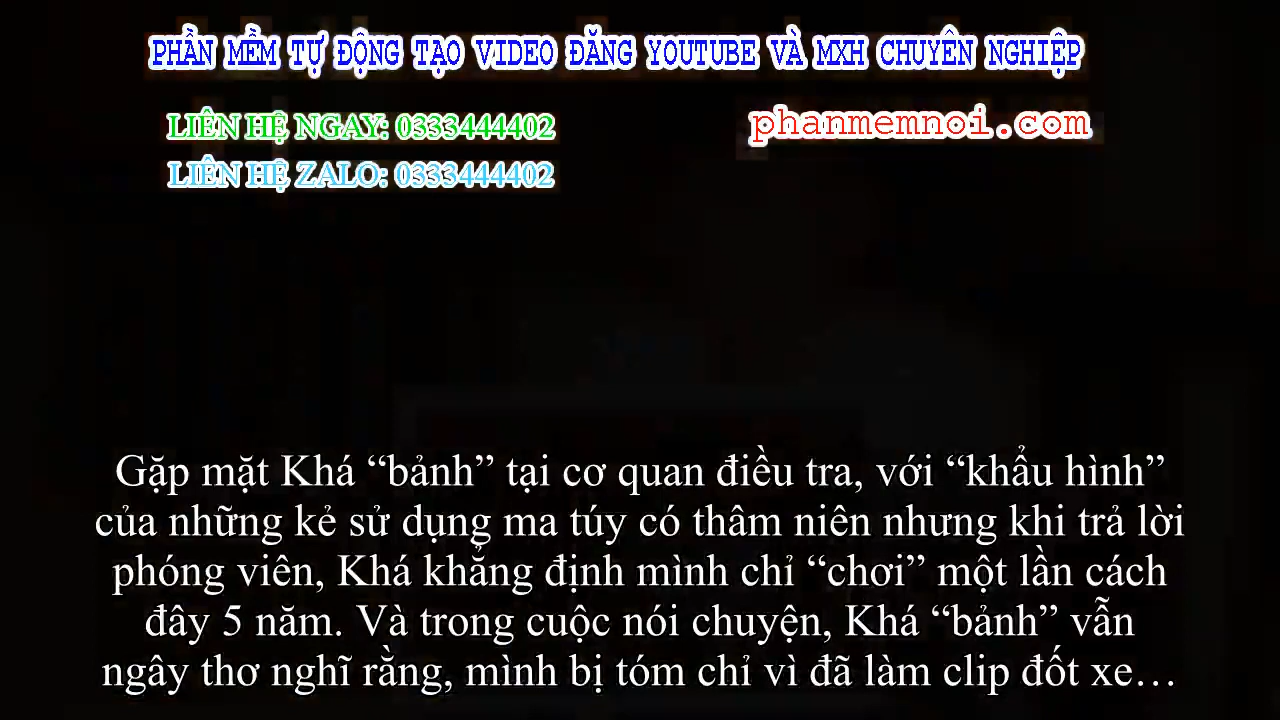 PHẦN MỀM TỰ ĐỘNG TẠO VIDEO ĐĂNG YOUTUBE VÀ MXH CHUYÊN NGHIỆP
LIÊN HỆ NGAY: 0333444402
phanmemnoi.com
LIÊN HỆ ZALO: 0333444402
Gặp mặt Khá “bảnh” tại cơ quan điều tra, với “khẩu hình”
của những kẻ sử dụng ma túy có thâm niên nhưng khi trả lời
phóng viên, Khá khẳng định mình chỉ “chơi” một lần cách
đây 5 năm. Và trong cuộc nói chuyện, Khá “bảnh” vẫn
ngây thơ nghĩ rằng, mình bị tóm chỉ vì đã làm clip đốt xe…